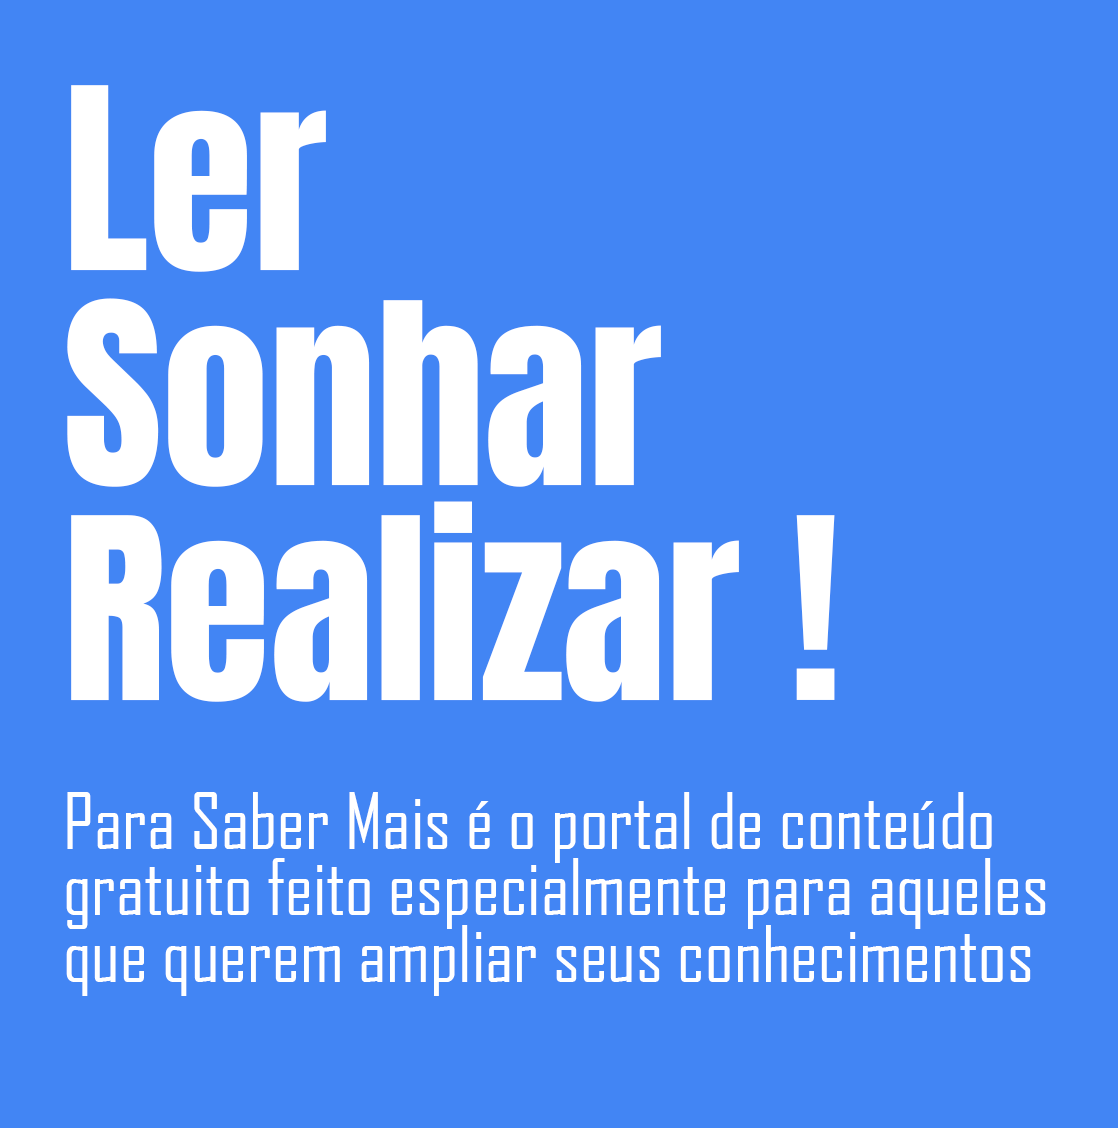 Ler
Sonhar
Realizar !
Para Saber Mais é o portal de conteúdo
gratuito feito especialmente para aqueles
que querem ampliar seus conhecimentos